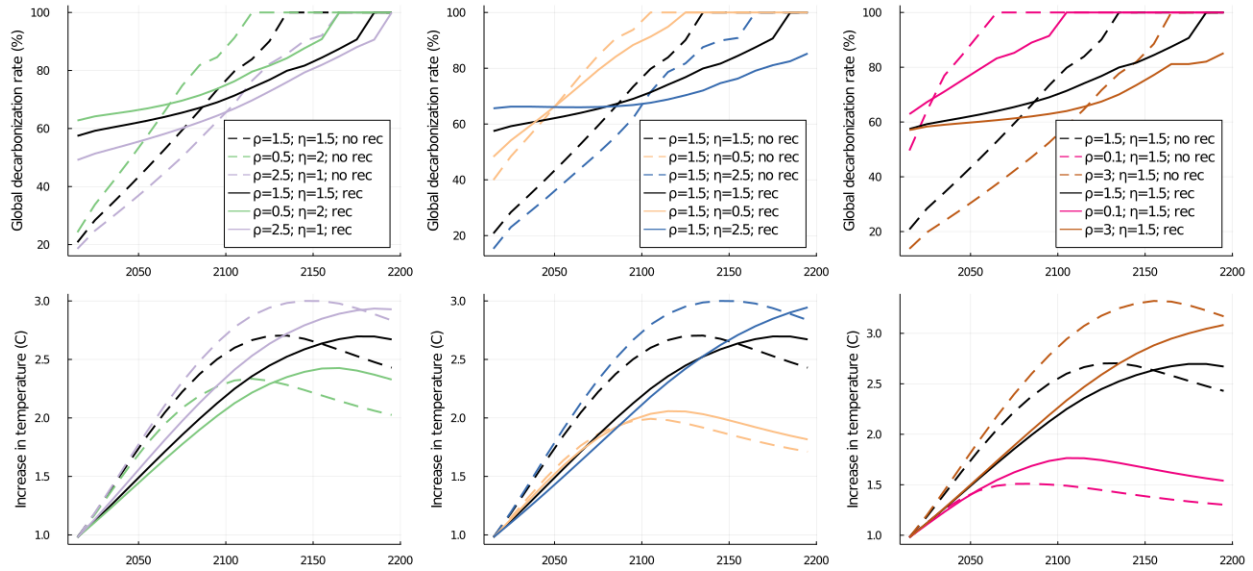 Global decarbonization rate (%)
100
80
60
40
20
2050
2100
2150
2200
ρ=1.5; η=1.5; no rec
ρ=0.5; η=2; no rec
ρ=2.5; η=1; no rec
ρ=1.5; η=1.5; rec
ρ=0.5; η=2; rec
ρ=2.5; η=1; rec
Global decarbonization rate (%)
100
80
60
40
20
2050
2100
2150
2200
ρ=1.5; η=1.5; no rec
ρ=1.5; η=0.5; no rec
ρ=1.5; η=2.5; no rec
ρ=1.5; η=1.5; rec
ρ=1.5; η=0.5; rec
ρ=1.5; η=2.5; rec
Global decarbonization rate (%)
100
80
60
40
20
2050
2100
2150
2200
ρ=1.5; η=1.5; no rec
ρ=0.1; η=1.5; no rec
ρ=3; η=1.5; no rec
ρ=1.5; η=1.5; rec
ρ=0.1; η=1.5; rec
ρ=3; η=1.5; rec
Increase in temperature (C)
3.0
2.5
2.0
1.5
1.0
2050
2100
2150
2200
Increase in temperature (C)
3.0
2.5
2.0
1.5
1.0
2050
2100
2150
2200
Increase in temperature (C)
3.0
2.5
2.0
1.5
1.0
2050
2100
2150
2200